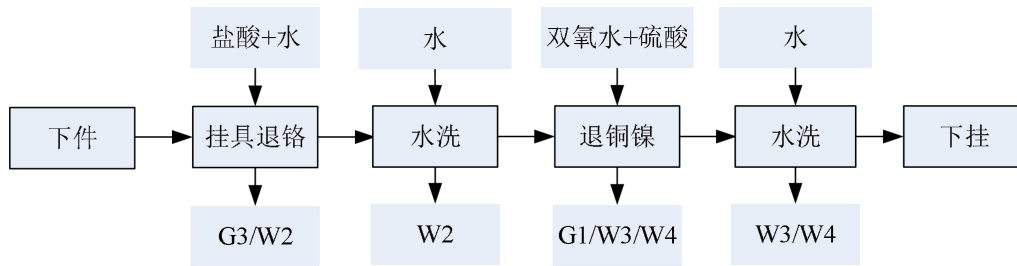 盐酸+水
水
双氧水+硫酸
水
下件
挂具退铬
水洗
退铜镍
水洗
下挂
G3/W2
W2
G1/W3/W4
W3/W4